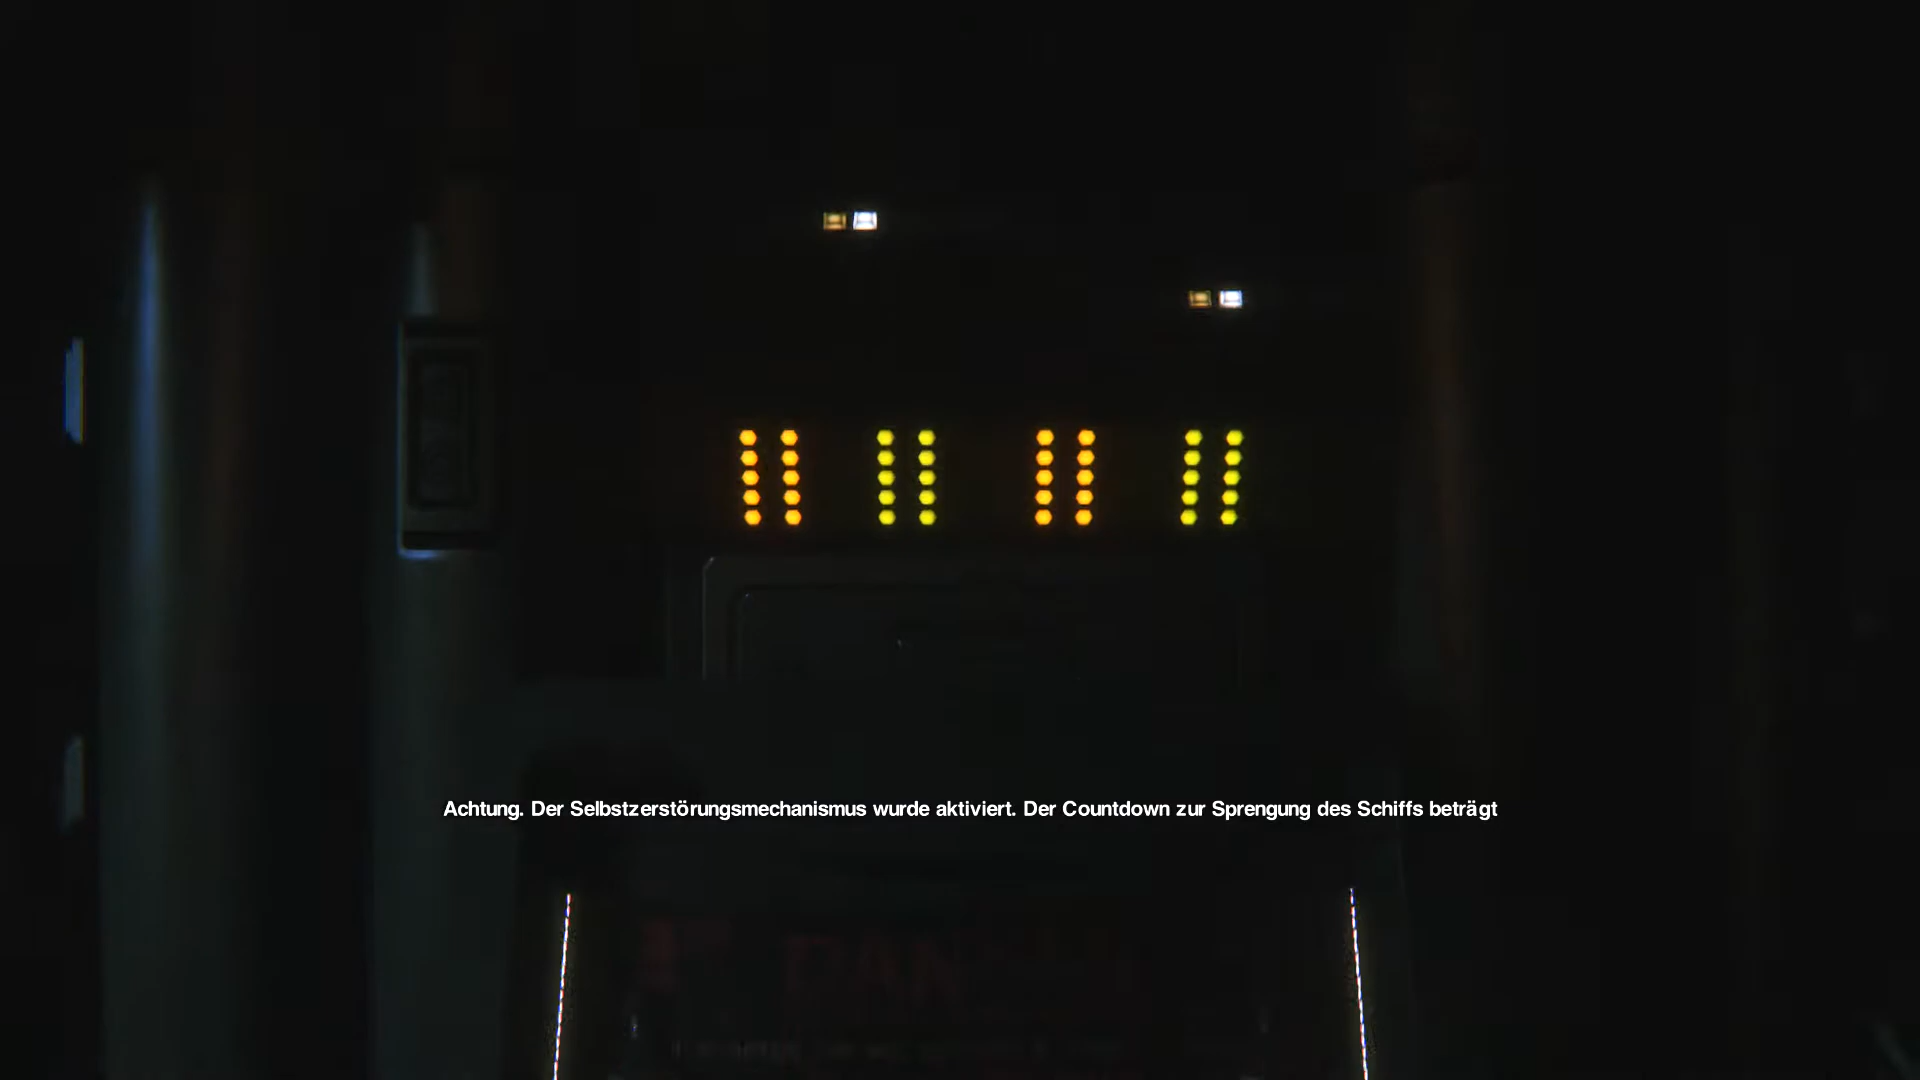 Achtung. Der Selbstzerstörungsmechanismus wurde aktiviert. Der Countdown zur Sprengung des Schiffs beträgt